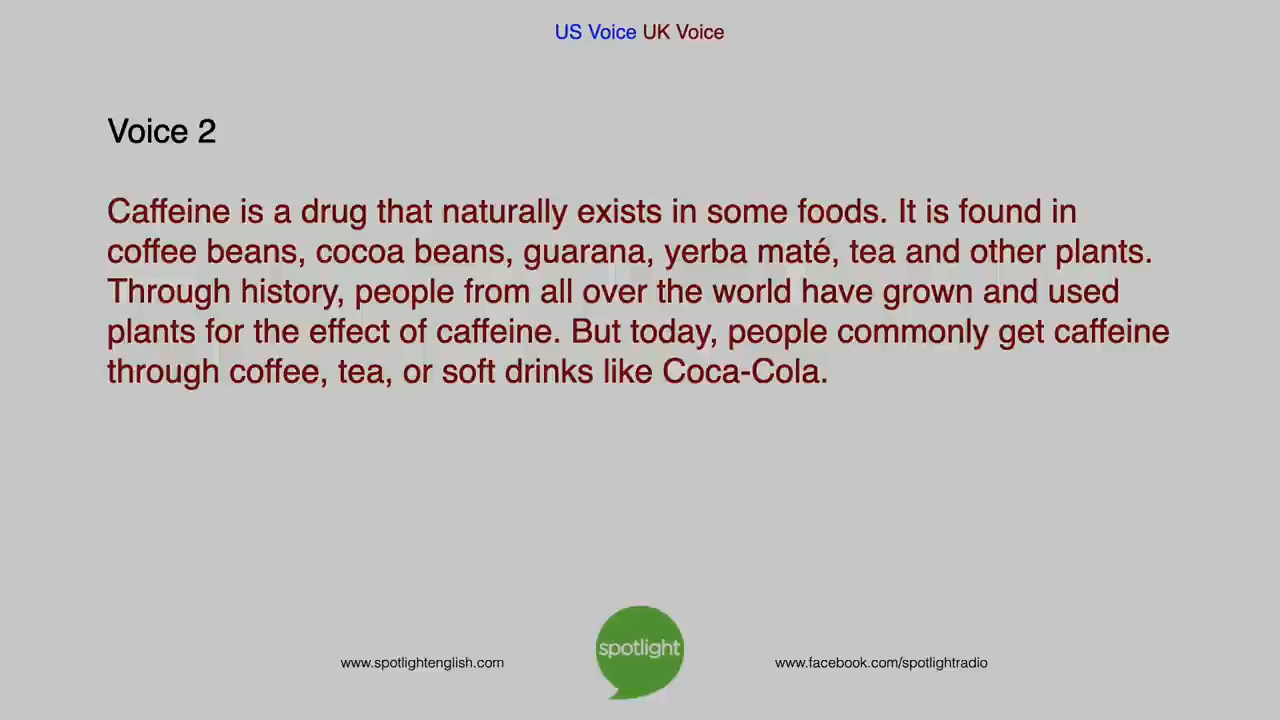 US Voice UK Voice
Voice 2
Caffeine is a drug that naturally exists in some foods. It is found in
coffee beans, cocoa beans, guarana, yerba maté, tea and other plants.
Through history, people from all over the world have grown and used
plants for the effect of caffeine. But today, people commonly get caffeine
through coffee, tea, or soft drinks like Coca-Cola.
spotlight
www.spotlightenglish.com
www.facebook.com/spotlightradio